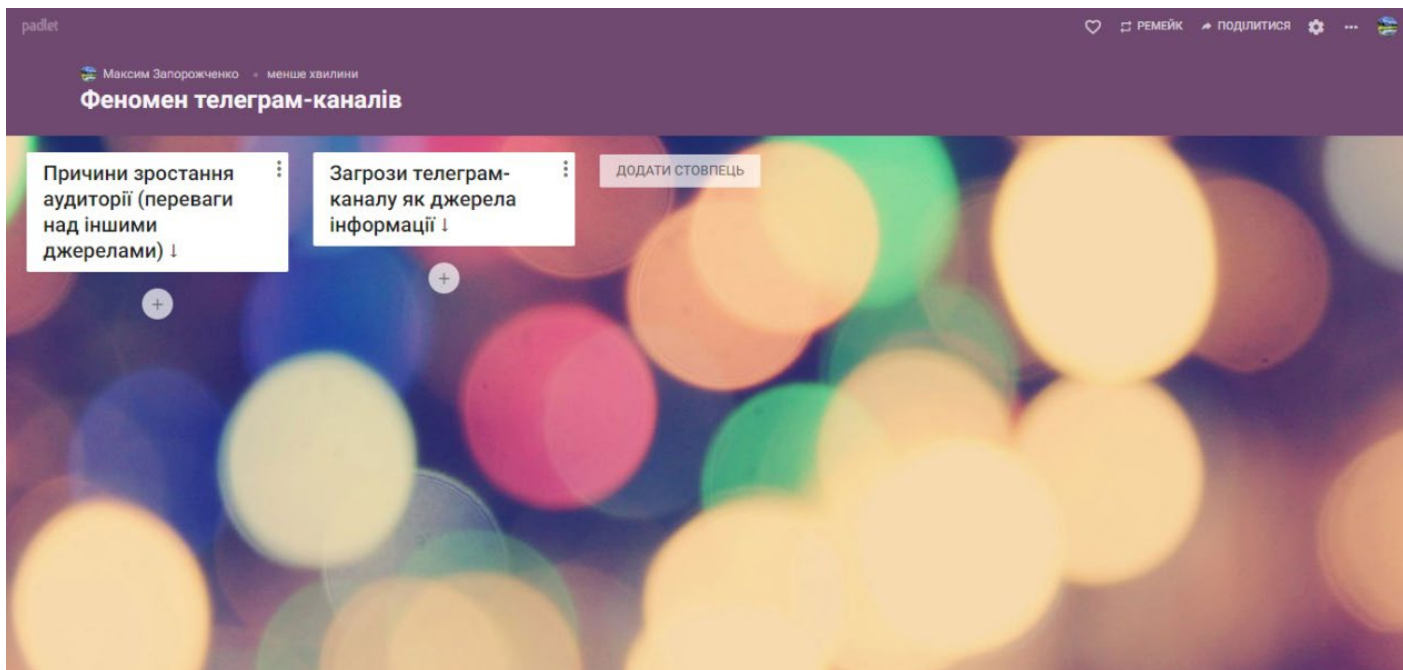 padlet
РЕМЕЙК
ПОДІЛИТИСЯ
Максим Запорожченко • менше хвилини
Феномен телеграм-каналів
Причини зростання
аудиторії (переваги
над іншими
джерелами) ↓
Загрози телеграм-
каналу як джерела
інформації ↓
ДОДАТИ СТОВПЕЦЬ